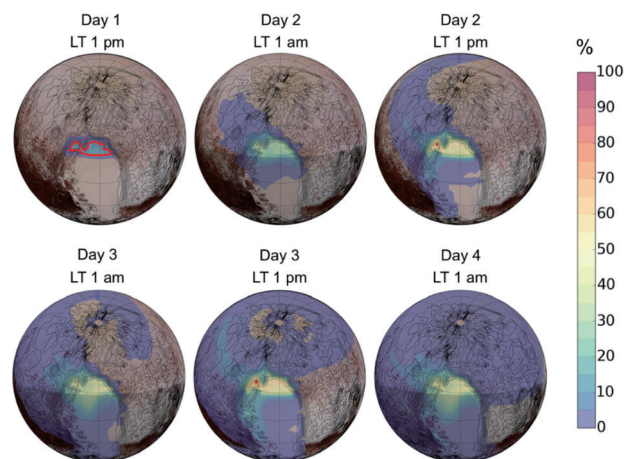 Day 1
LT 1 pm
Day 2
LT 1 am
Day 2
LT 1 pm
%
100
90
80
70
60
50
40
30
20
10
0
Day 3
LT 1 am
Day 3
LT 1 pm
Day 4
LT 1 am